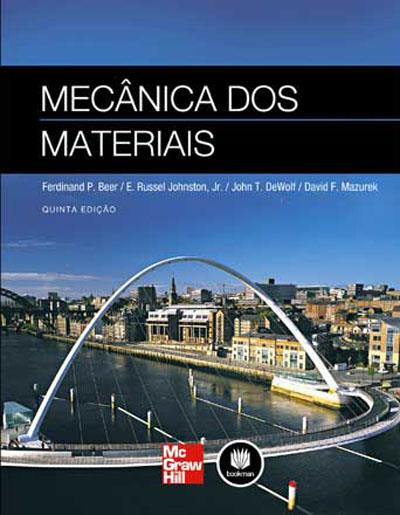 MECÂNICA DOS
MATERIAIS
Ferdinand P. Beer / E. Russel Johnston, Jr. / John T. DeWolf / David F. Mazurek
QUINTA EDIÇÃO
Mc
Graw
Hill
bookman